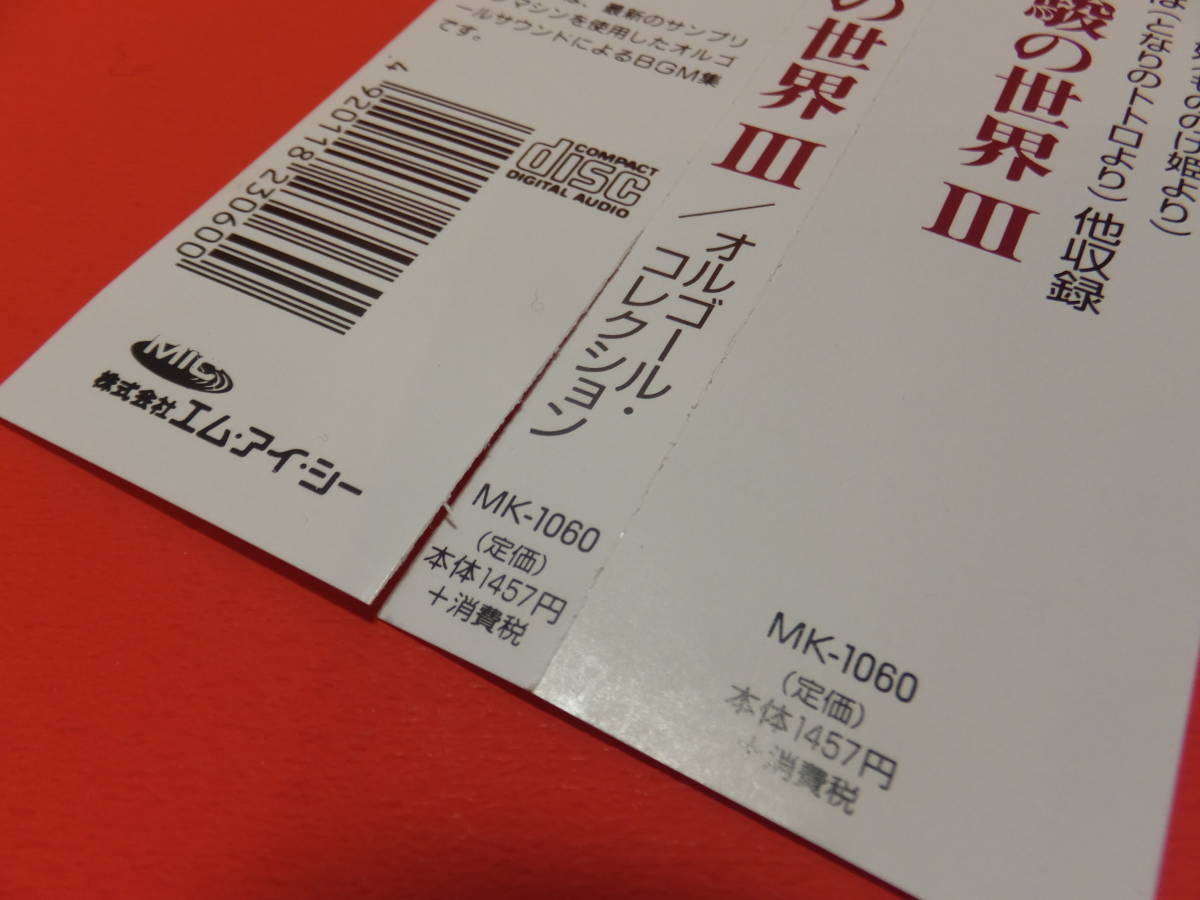 最新のサンプリ
マシンを使用したオルゴ
ールサウンドによるBGM集
です。
4 920118 230600
COMPACT
disc
DIGITAL AUDIO
MIC
株式会社エム・アイ・シー
の世界 III
オルゴール・
コレクション
MK-1060
(定価)
本体1457円
+消費税
駿の世界 III
もののけ姫より)
となりのトトロより) 他収録
MK-1060
(定価)
本体1457円
+消費税